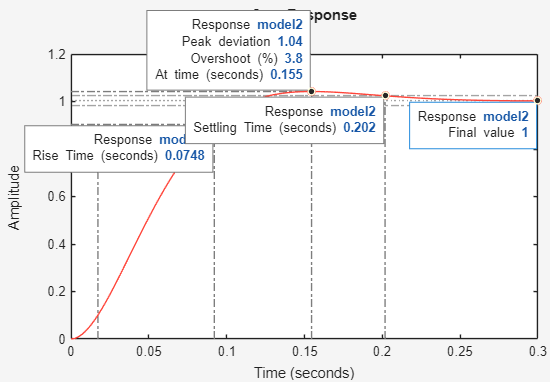 Response
Response model2
Peak deviation 1.04
Overshoot (%) 3.8
At time (seconds) 0.155
Response model2
Settling Time (seconds) 0.202
Response model2
Final value 1
Response
Rise Time (seconds) 0.0748
1.2
1
0.6
0.4
0.2
0
Amplitude
0 0.05 0.1 0.15 0.2 0.25 0.3
Time (seconds)